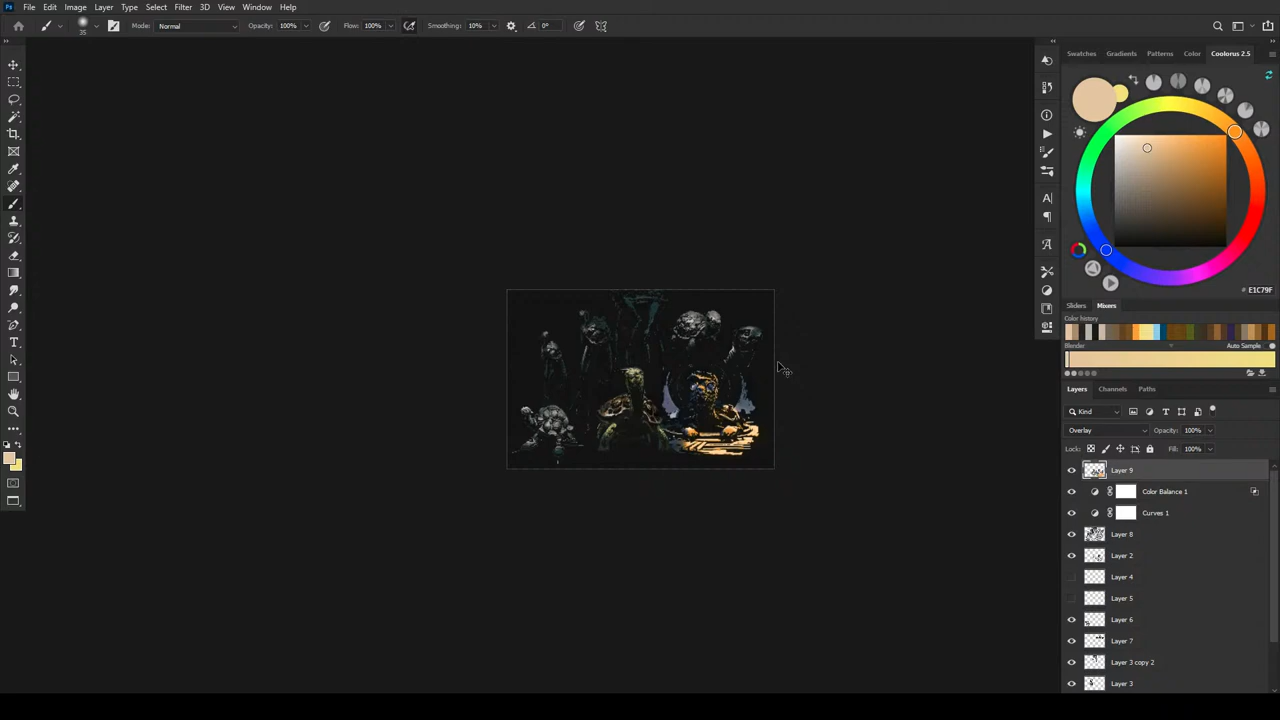 Ps File Edit Image Layer Type Select Filter 3D View Window Help
35 Mode: Normal Opacity: 100% Flow: 100% Smoothing: 10% 0°
Swatches Gradients Patterns Color Coolorus 2.5
# E1C79F
Sliders Mixers
Color history
Blender Auto Sample
Layers Channels Paths
Kind
Overlay Opacity: 100%
Lock: Fill: 100%
Layer 9
Color Balance 1
Curves 1
Layer 8
Layer 2
Layer 4
Layer 5
Layer 6
Layer 7
Layer 3 copy 2
Layer 3